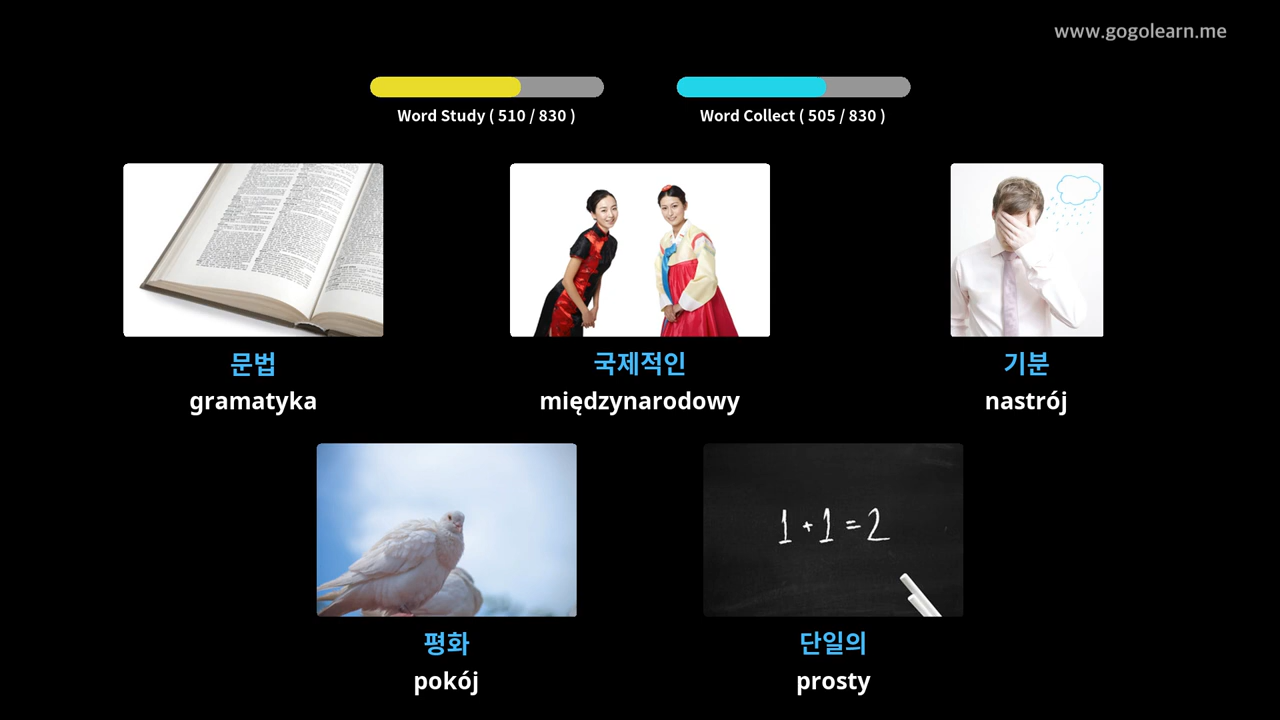 www.gogolearn.me
Word Study ( 510 / 830 )
Word Collect ( 505 / 830 )
문법
gramatyka
국제적인
międzynarodowy
기분
nastrój
1+1=2
평화
pokój
단일의
prosty